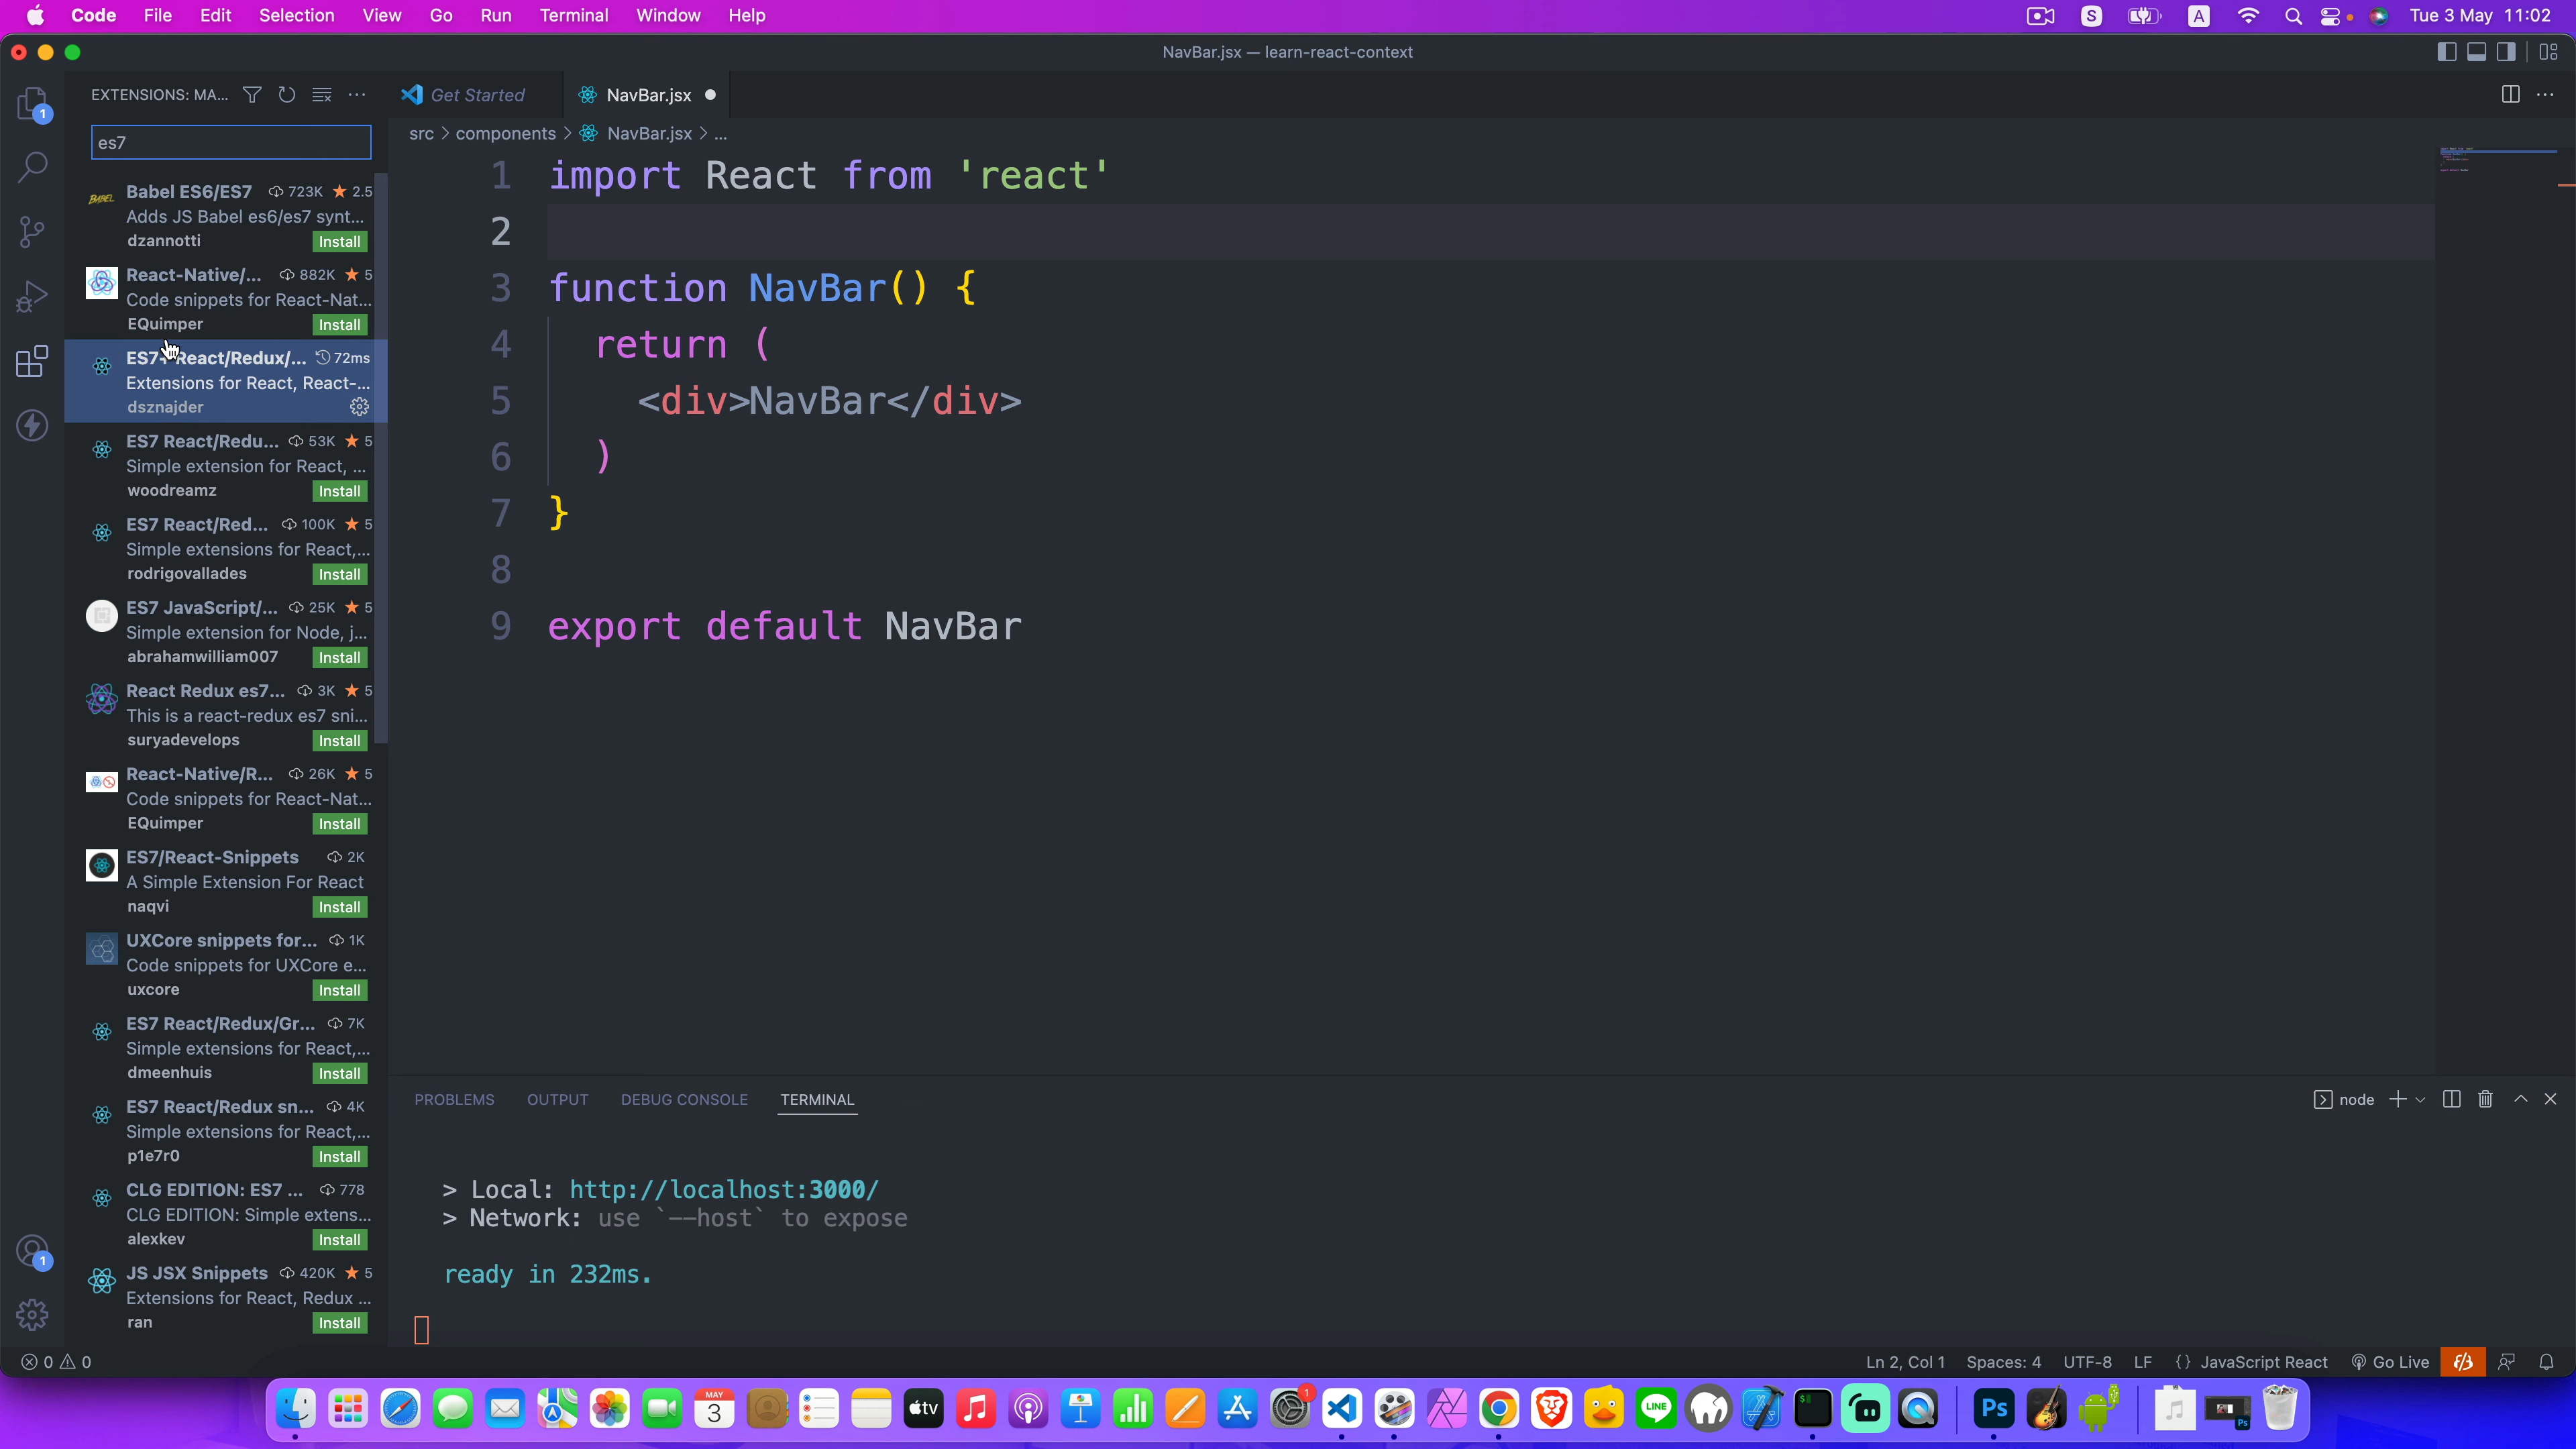 Code File Edit Selection View Go Run Terminal Window Help
S A Tue 3 May 11:02
NavBar.jsx — learn-react-context
EXTENSIONS: MA...
Get Started
NavBar.jsx
1
es7
src > components > NavBar.jsx > ...
Babel ES6/ES7 723K 2.5
Adds JS Babel es6/es7 synt...
dzannotti Install
React-Native/... 882K 5
Code snippets for React-Nat...
EQuimper Install
ES7+ React/Redux/... 72ms
Extensions for React, React-...
dsznajder
ES7 React/Redu... 53K 5
Simple extension for React, ...
woodreamz Install
ES7 React/Red... 100K 5
Simple extensions for React,...
rodrigovallades Install
ES7 JavaScript/... 25K 5
Simple extension for Node, j...
abrahamwilliam007 Install
React Redux es7... 3K 5
This is a react-redux es7 sni...
suryadevelops Install
React-Native/R... 26K 5
Code snippets for React-Nat...
EQuimper Install
ES7/React-Snippets 2K
A Simple Extension For React
naqvi Install
UXCore snippets for... 1K
Code snippets for UXCore e...
uxcore Install
ES7 React/Redux/Gr... 7K
Simple extensions for React,...
dmeenhuis Install
ES7 React/Redux sn... 4K
Simple extensions for React,...
p1e7r0 Install
CLG EDITION: ES7 ... 778
CLG EDITION: Simple extens...
alexkev Install
JS JSX Snippets 420K 5
Extensions for React, Redux ...
ran Install
1
1 import React from 'react'
2
3 function NavBar() {
4 return (
5 <div>NavBar</div>
6 )
7 }
8
9 export default NavBar
PROBLEMS OUTPUT DEBUG CONSOLE TERMINAL
node
> Local: http://localhost:3000/
> Network: use `--host` to expose
ready in 232ms.
0 0
Ln 2, Col 1 Spaces: 4 UTF-8 LF {} JavaScript React Go Live
MAY
3
tv
1
LINE
$
Ps
Ps